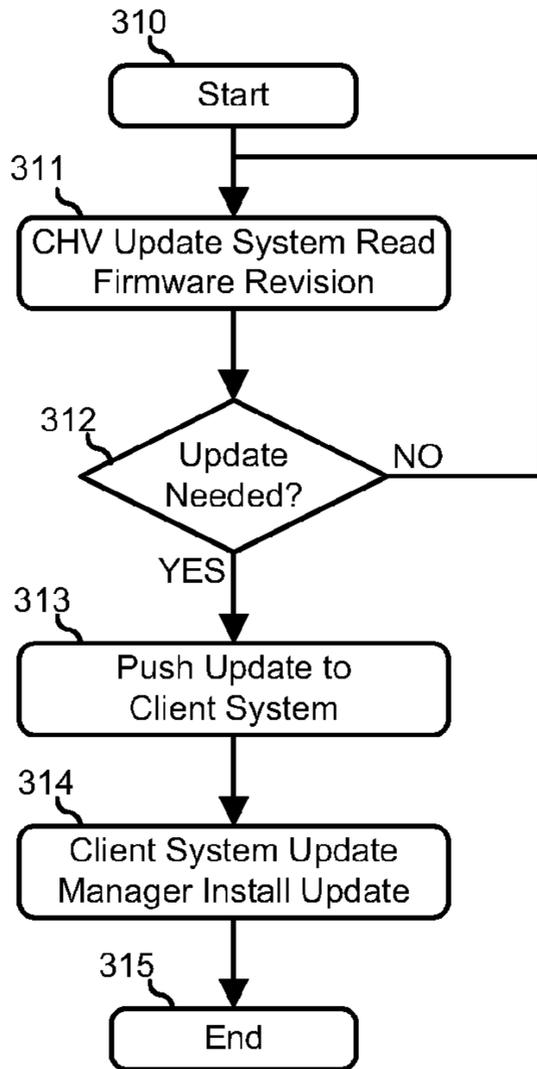 310
Start
311
CHV Update System Read
Firmware Revision
312
Update
Needed?
NO
YES
313
Push Update to
Client System
314
Client System Update
Manager Install Update
315
End